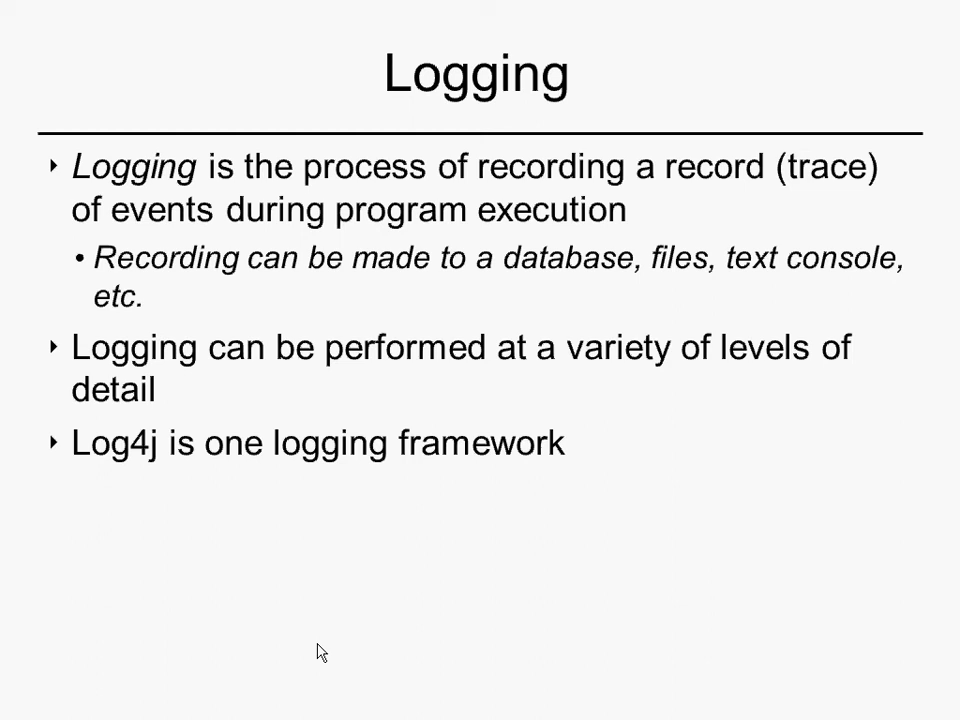 Logging
‣ Logging is the process of recording a record (trace)
of events during program execution
• Recording can be made to a database, files, text console,
etc.
‣ Logging can be performed at a variety of levels of
detail
‣ Log4j is one logging framework